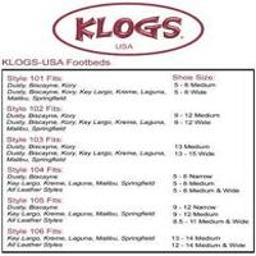 KLOGS
USA
KLOGS-USA Footbeds
Style 101 Fits: Shoe Size:
Dusty, Biscayne, Kory 5 - 8 Medium
Dusty, Biscayne, Kory, Key Largo, Kreme, Laguna, 5 - 8 Wide
Malibu, Springfield
Style 102 Fits:
Dusty, Biscayne, Kory 9 - 12 Medium
Dusty, Biscayne, Kory, Key Largo, Kreme, Laguna, 9 - 12 Wide
Malibu, Springfield
Style 103 Fits:
Dusty, Biscayne, Kory 13 Medium
Dusty, Biscayne, Kory, Key Largo, Kreme, Laguna, 13 - 15 Wide
Malibu, Springfield
Style 104 Fits:
Dusty, Biscayne 5 - 8 Narrow
Key Largo, Kreme, Laguna, Malibu, Springfield 5 - 8 Medium
All Leather Styles 5 - 8 Medium & Wide
Style 105 Fits:
Dusty, Biscayne 9 - 12 Narrow
Key Largo, Kreme, Laguna, Malibu, Springfield 9 - 12 Medium
All Leather Styles 8.5 - 11 Medium & Wide
Style 106 Fits:
Key Largo, Kreme, Laguna, Malibu, Springfield 13 - 14 Medium
All Leather Styles 12 - 14 Medium & Wide